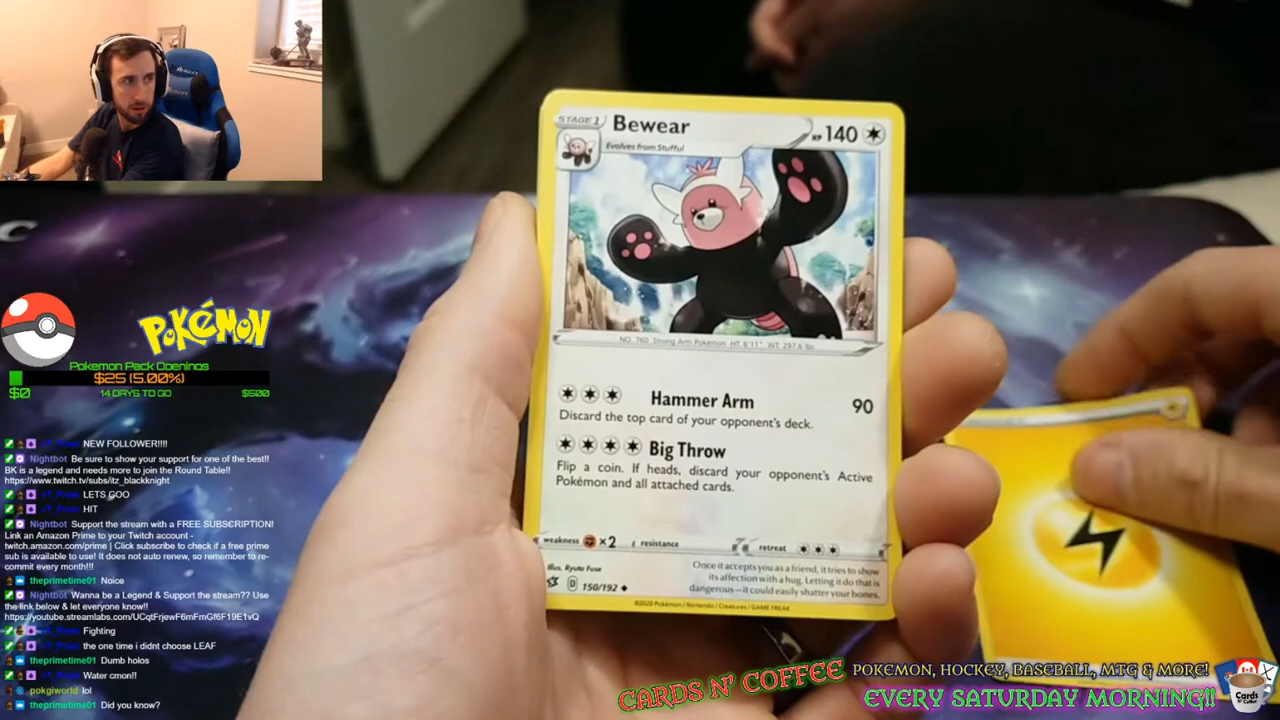 STAGE 1
Bewear
Evolves from Stufful
HP 140
NO. 760 Strong Arm Pokémon HT: 6'11" WT: 297.6 lbs.
Hammer Arm 90
Discard the top card of your opponent's deck.
Big Throw
Flip a coin. If heads, discard your opponent's Active
Pokémon and all attached cards.
weakness ×2 resistance retreat
Illus. Ryuta Fuse
D 150/192
Once it accepts you as a friend, it tries to show
its affection with a hug. Letting it do that is
dangerous—it could easily shatter your bones.
©2020 Pokémon / Nintendo / Creatures / GAME FREAK
C
POKÉMON
Pokemon Pack Openings
$25 (5.00%)
$0 14 DAYS TO GO $500
NEW FOLLOWER!!!!
Nightbot Be sure to show your support for one of the best!!
BK is a legend and needs more to join the Round Table!!
https://www.twitch.tv/subs/itz_blackknight
LETS GOO
HIT
Nightbot Support the stream with a FREE SUBSCRIPTION!
Link an Amazon Prime to your Twitch account -
twitch.amazon.com/prime | Click subscribe to check if a free prime
sub is available to use! It does not auto renew, so remember to re-
commit every month!!!
theprimetime01 Noice
Nightbot Wanna be a Legend & Support the stream?? Use
the link below & let everyone know!!
https://youtube.streamlabs.com/UCqtFrjewF6mFmGf6F19E1vQ
Fighting
the one time i didnt choose LEAF
theprimetime01 Dumb holos
Water cmon!!
pokgiworld lol
theprimetime01 Did you know?
CARDS N' COFFEE
POKEMON, HOCKEY, BASEBALL, MTG & MORE!
EVERY SATURDAY MORNING!!
Cards